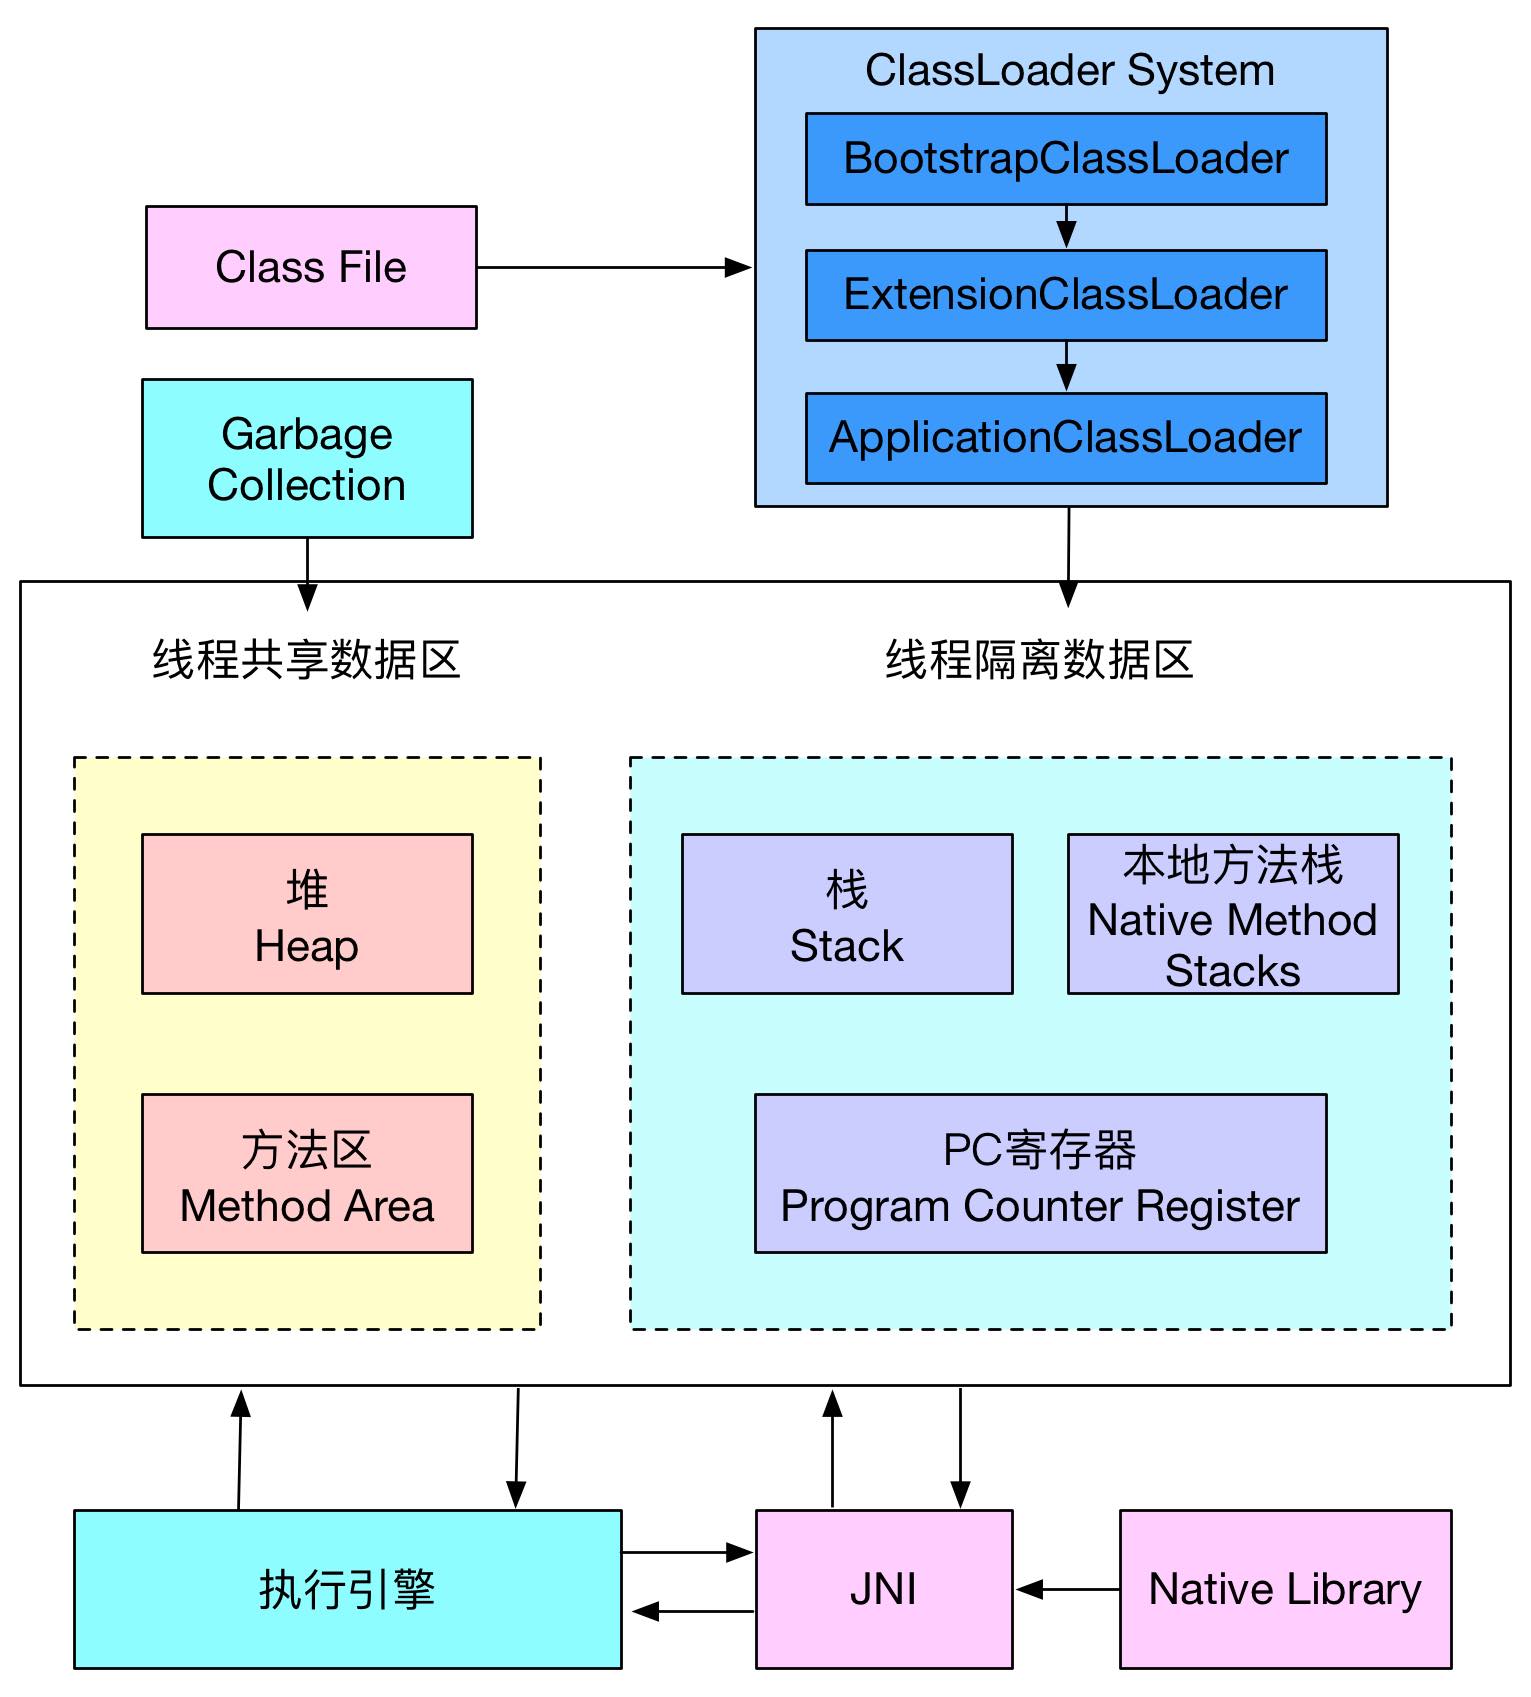 ClassLoader System
BootstrapClassLoader
ExtensionClassLoader
ApplicationClassLoader
Class File
Garbage
Collection
线程共享数据区
线程隔离数据区
堆
Heap
栈
Stack
本地方法栈
Native Method
Stacks
方法区
Method Area
PC寄存器
Program Counter Register
执行引擎
JNI
Native Library